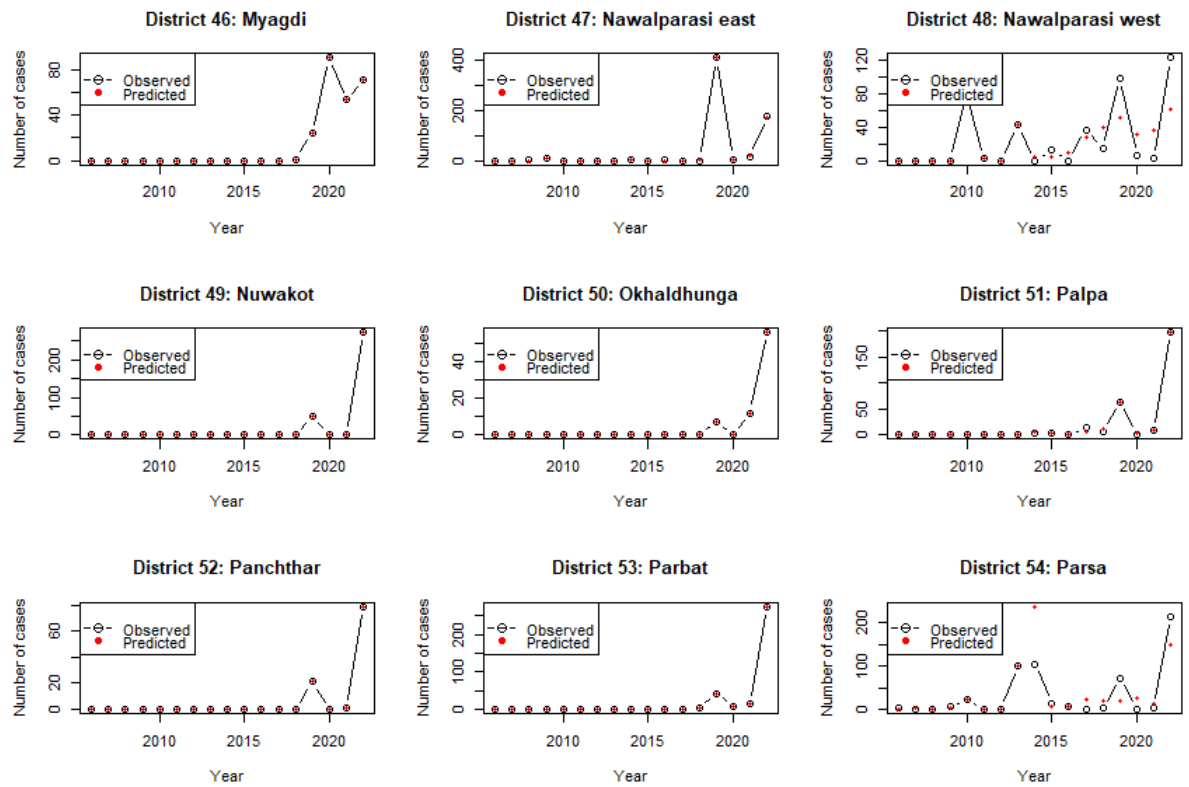 District 46: Myagdi
Number of cases
80
40
0
Observed
Predicted
2010 2015 2020
Year
District 47: Nawalparasi east
Number of cases
400
200
0
Observed
Predicted
2010 2015 2020
Year
District 48: Nawalparasi west
Number of cases
120
80
40
0
Observed
Predicted
2010 2015 2020
Year
District 49: Nuwakot
Number of cases
200
100
0
Observed
Predicted
2010 2015 2020
Year
District 50: Okhaldhunga
Number of cases
40
20
0
Observed
Predicted
2010 2015 2020
Year
District 51: Palpa
Number of cases
150
50
0
Observed
Predicted
2010 2015 2020
Year
District 52: Panchthar
Number of cases
60
20
0
Observed
Predicted
2010 2015 2020
Year
District 53: Parbat
Number of cases
200
100
0
Observed
Predicted
2010 2015 2020
Year
District 54: Parsa
Number of cases
200
100
0
Observed
Predicted
2010 2015 2020
Year